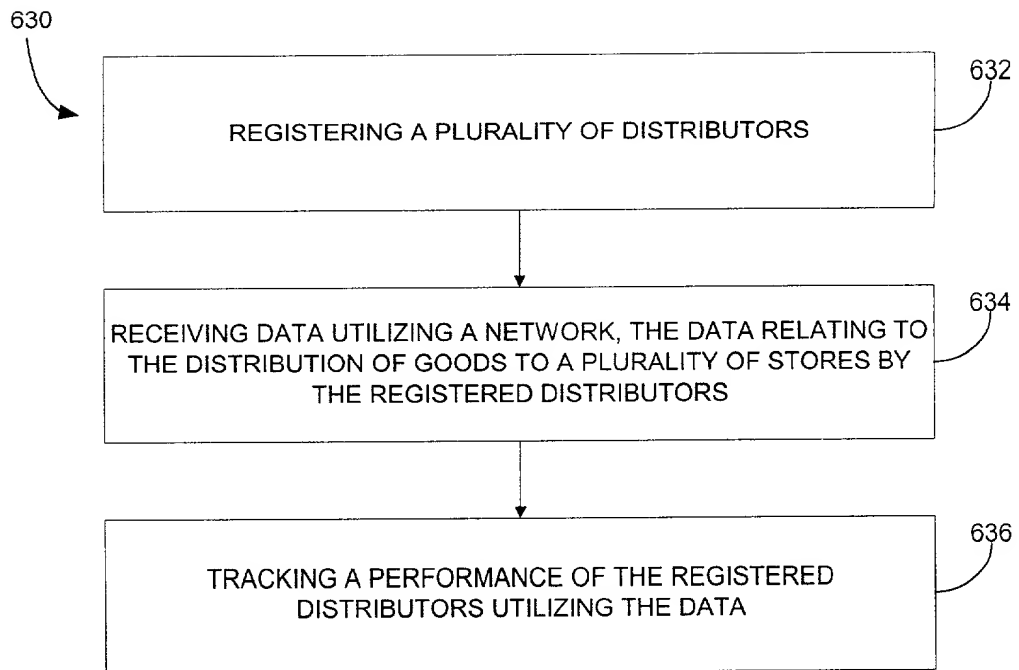 630
632
REGISTERING A PLURALITY OF DISTRIBUTORS
634
RECEIVING DATA UTILIZING A NETWORK, THE DATA RELATING TO
THE DISTRIBUTION OF GOODS TO A PLURALITY OF STORES BY
THE REGISTERED DISTRIBUTORS
636
TRACKING A PERFORMANCE OF THE REGISTERED
DISTRIBUTORS UTILIZING THE DATA